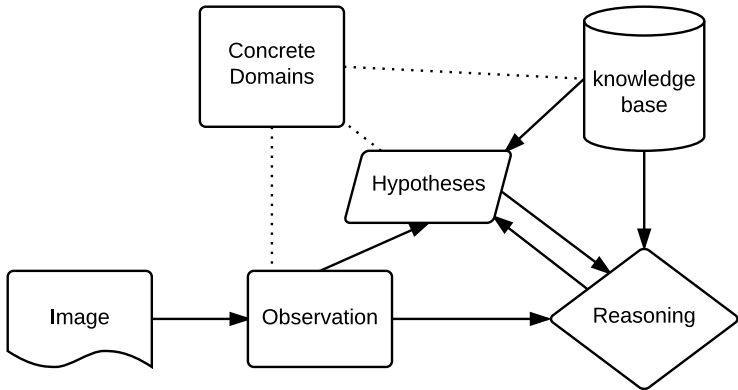 Concrete
Domains
knowledge
base
Hypotheses
Image
Observation
Reasoning